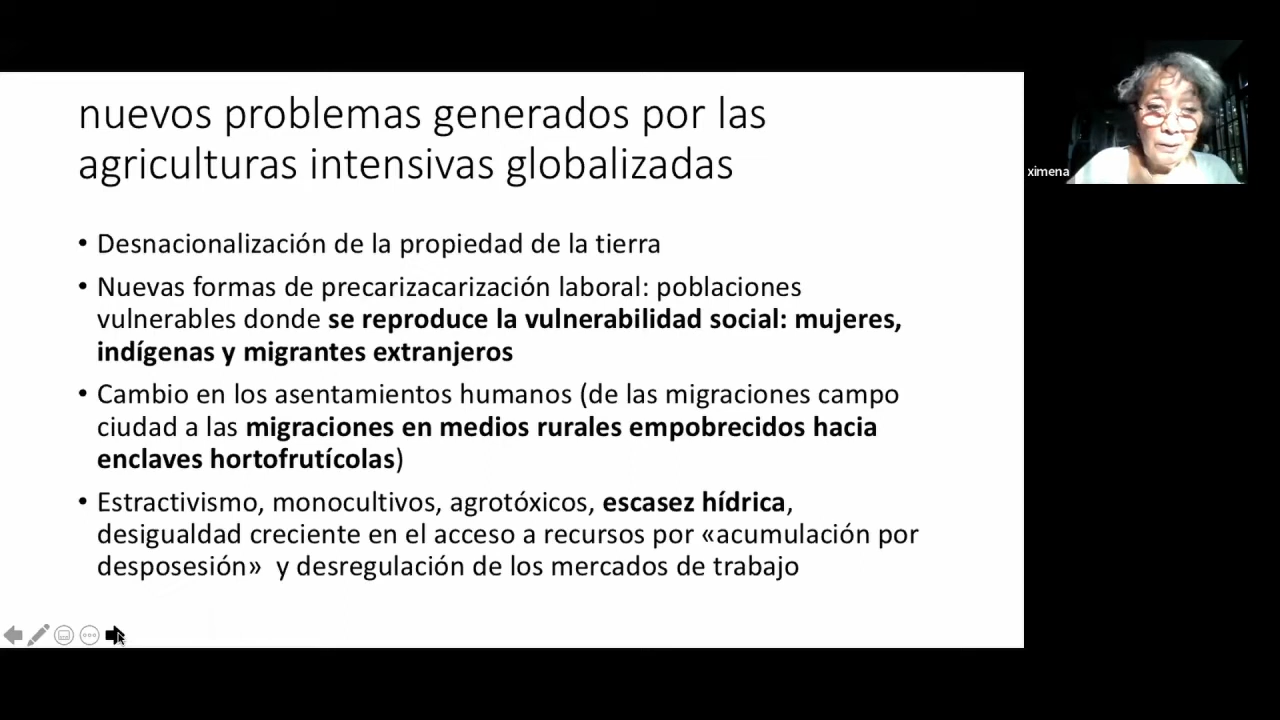 nuevos problemas generados por las
agriculturas intensivas globalizadas
• Desnacionalización de la propiedad de la tierra
• Nuevas formas de precarizacarización laboral: poblaciones
vulnerables donde se reproduce la vulnerabilidad social: mujeres,
indígenas y migrantes extranjeros
• Cambio en los asentamientos humanos (de las migraciones campo
ciudad a las migraciones en medios rurales empobrecidos hacia
enclaves hortofrutícolas)
• Estractivismo, monocultivos, agrotóxicos, escasez hídrica,
desigualdad creciente en el acceso a recursos por «acumulación por
desposesión»  y desregulación de los mercados de trabajo
ximena